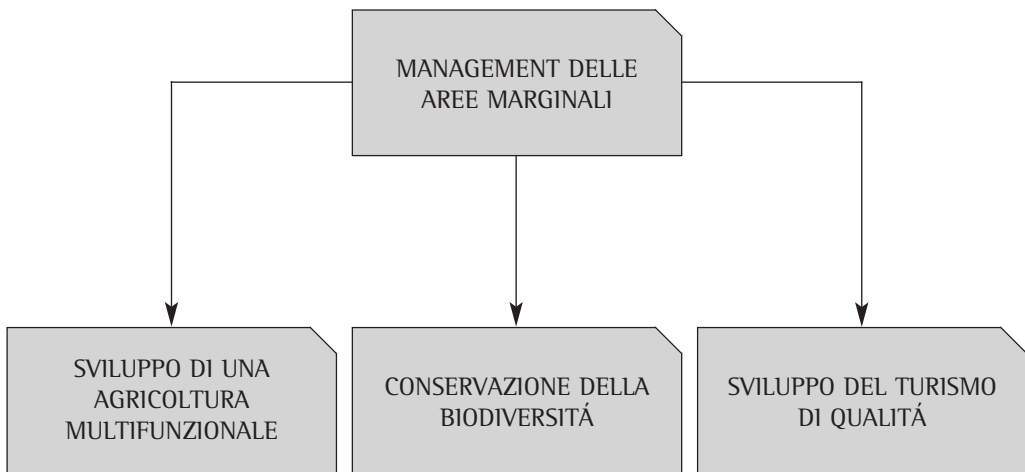 MANAGEMENT DELLE
AREE MARGINALI
SVILUPPO DI UNA
AGRICOLTURA
MULTIFUNZIONALE
CONSERVAZIONE DELLA
BIODIVERSITÁ
SVILUPPO DEL TURISMO
DI QUALITÁ